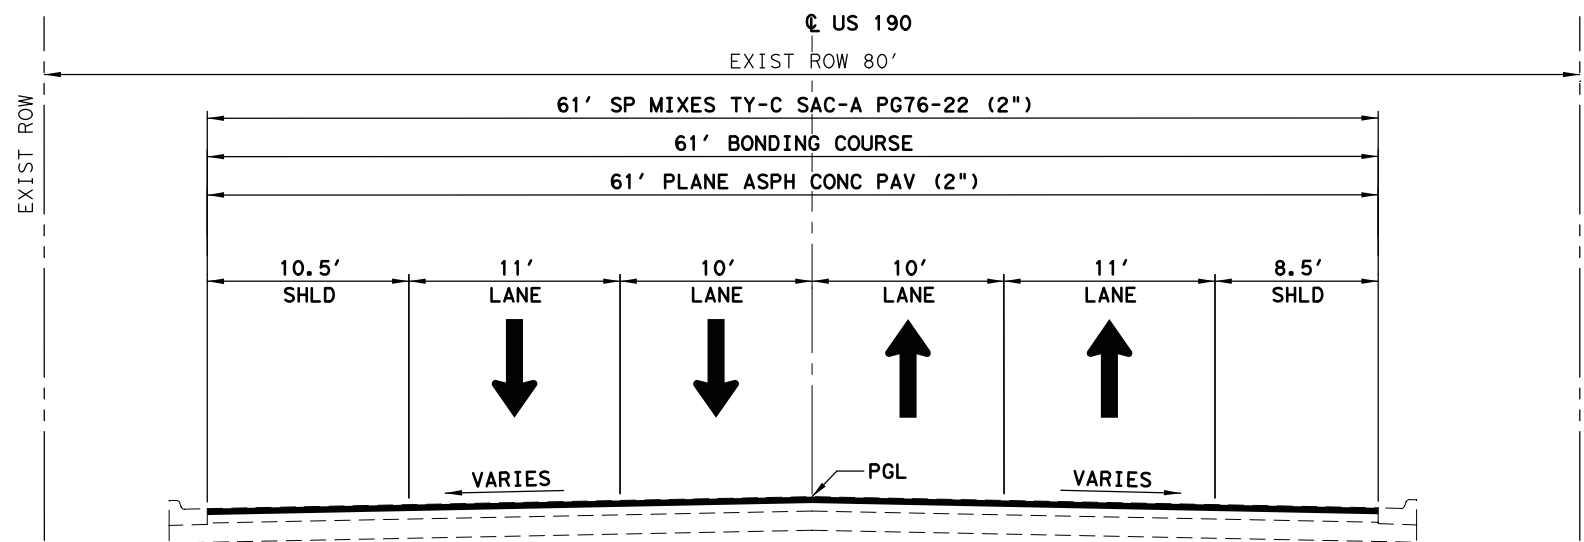 ℄ US 190
EXIST ROW 80'
EXIST ROW
61' SP MIXES TY-C SAC-A PG76-22 (2")
61' BONDING COURSE
61' PLANE ASPH CONC PAV (2")
10.5' SHLD
11' LANE
10' LANE
10' LANE
11' LANE
8.5' SHLD
VARIES
PGL
VARIES